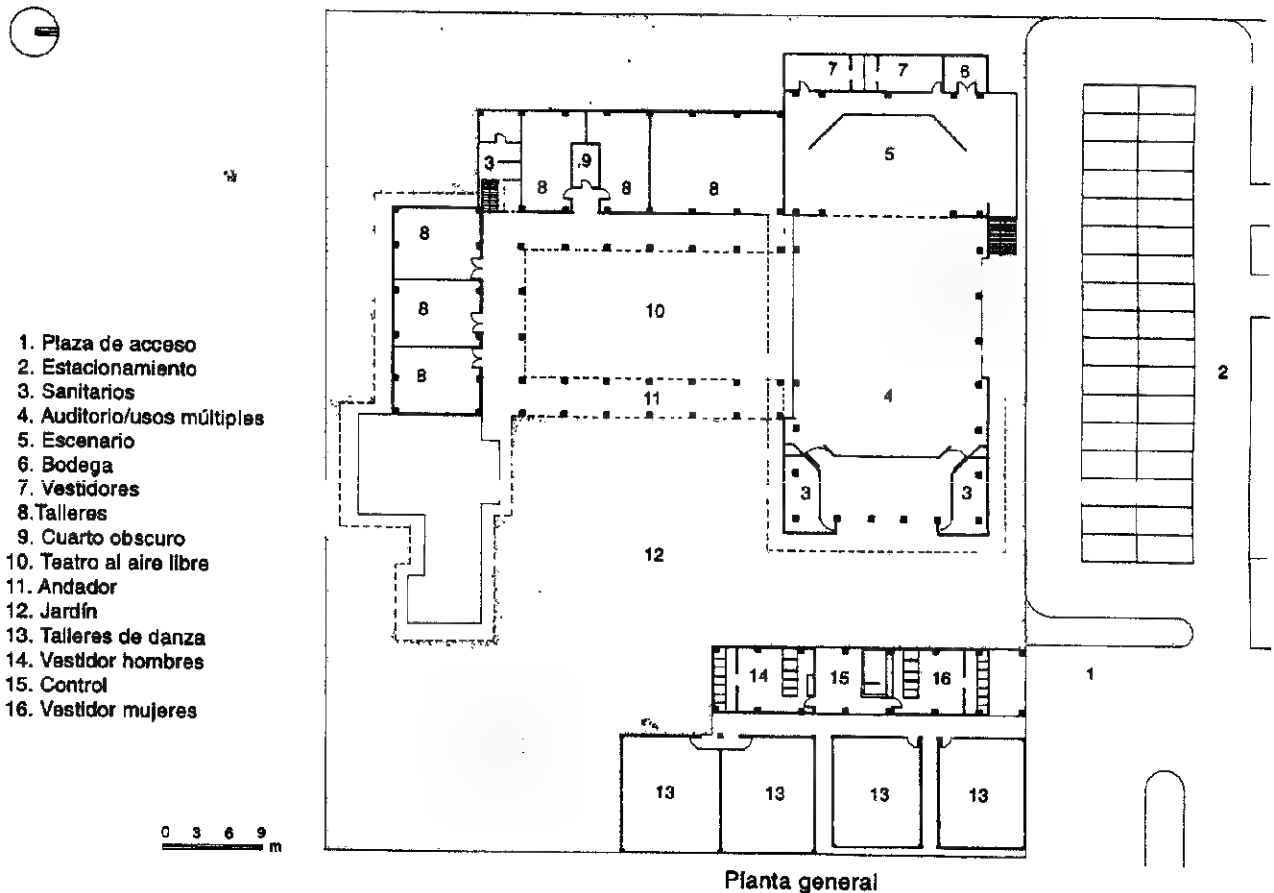 7 7 6
5
3 9
8 8 8
8
10
8
1. Plaza de acceso
2. Estacionamiento
2
3. Sanitarios
8
11
4
4. Auditorio/usos múltiples
5. Escenario
6. Bodega
7. Vestidores
3 3
8.Talleres
9. Cuarto obscuro
12
10. Teatro al aire libre
11. Andador
12. Jardín
13. Talleres de danza
14. Vestidor hombres
14 15 16 1
15. Control
16. Vestidor mujeres
13 13 13 13
0 3 6 9
m
Planta general